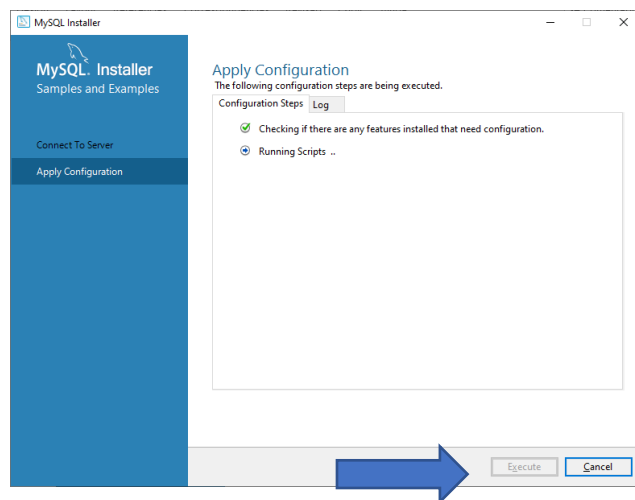 MySQL Installer
MySQL. Installer
Samples and Examples
Connect To Server
Apply Configuration
Apply Configuration
The following configuration steps are being executed.
Configuration Steps Log
Checking if there are any features installed that need configuration.
Running Scripts ..
Execute Cancel